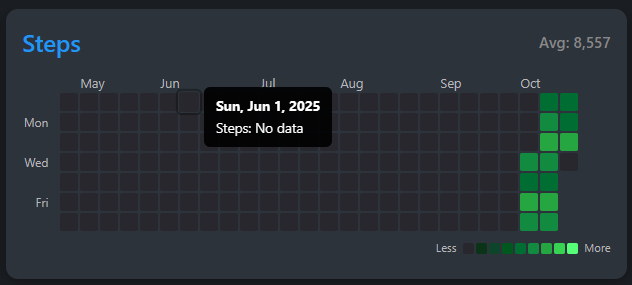 Steps
Avg: 8,557
May Jun Jul Aug Sep Oct
Sun, Jun 1, 2025
Steps: No data
Mon
Wed
Fri
Less More